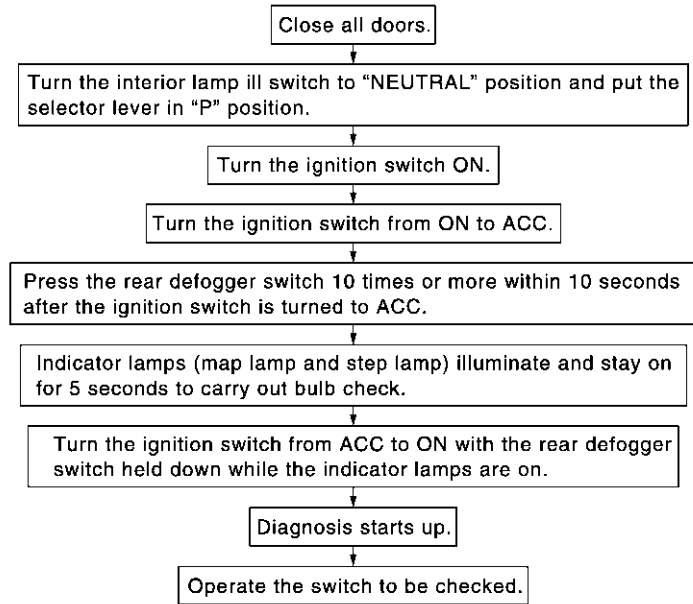 Close all doors.
Turn the interior lamp ill switch to “NEUTRAL” position and put the
selector lever in “P” position.
Turn the ignition switch ON.
Turn the ignition switch from ON to ACC.
Press the rear defogger switch 10 times or more within 10 seconds
after the ignition switch is turned to ACC.
Indicator lamps (map lamp and step lamp) illuminate and stay on
for 5 seconds to carry out bulb check.
Turn the ignition switch from ACC to ON with the rear defogger
switch held down while the indicator lamps are on.
Diagnosis starts up.
Operate the switch to be checked.